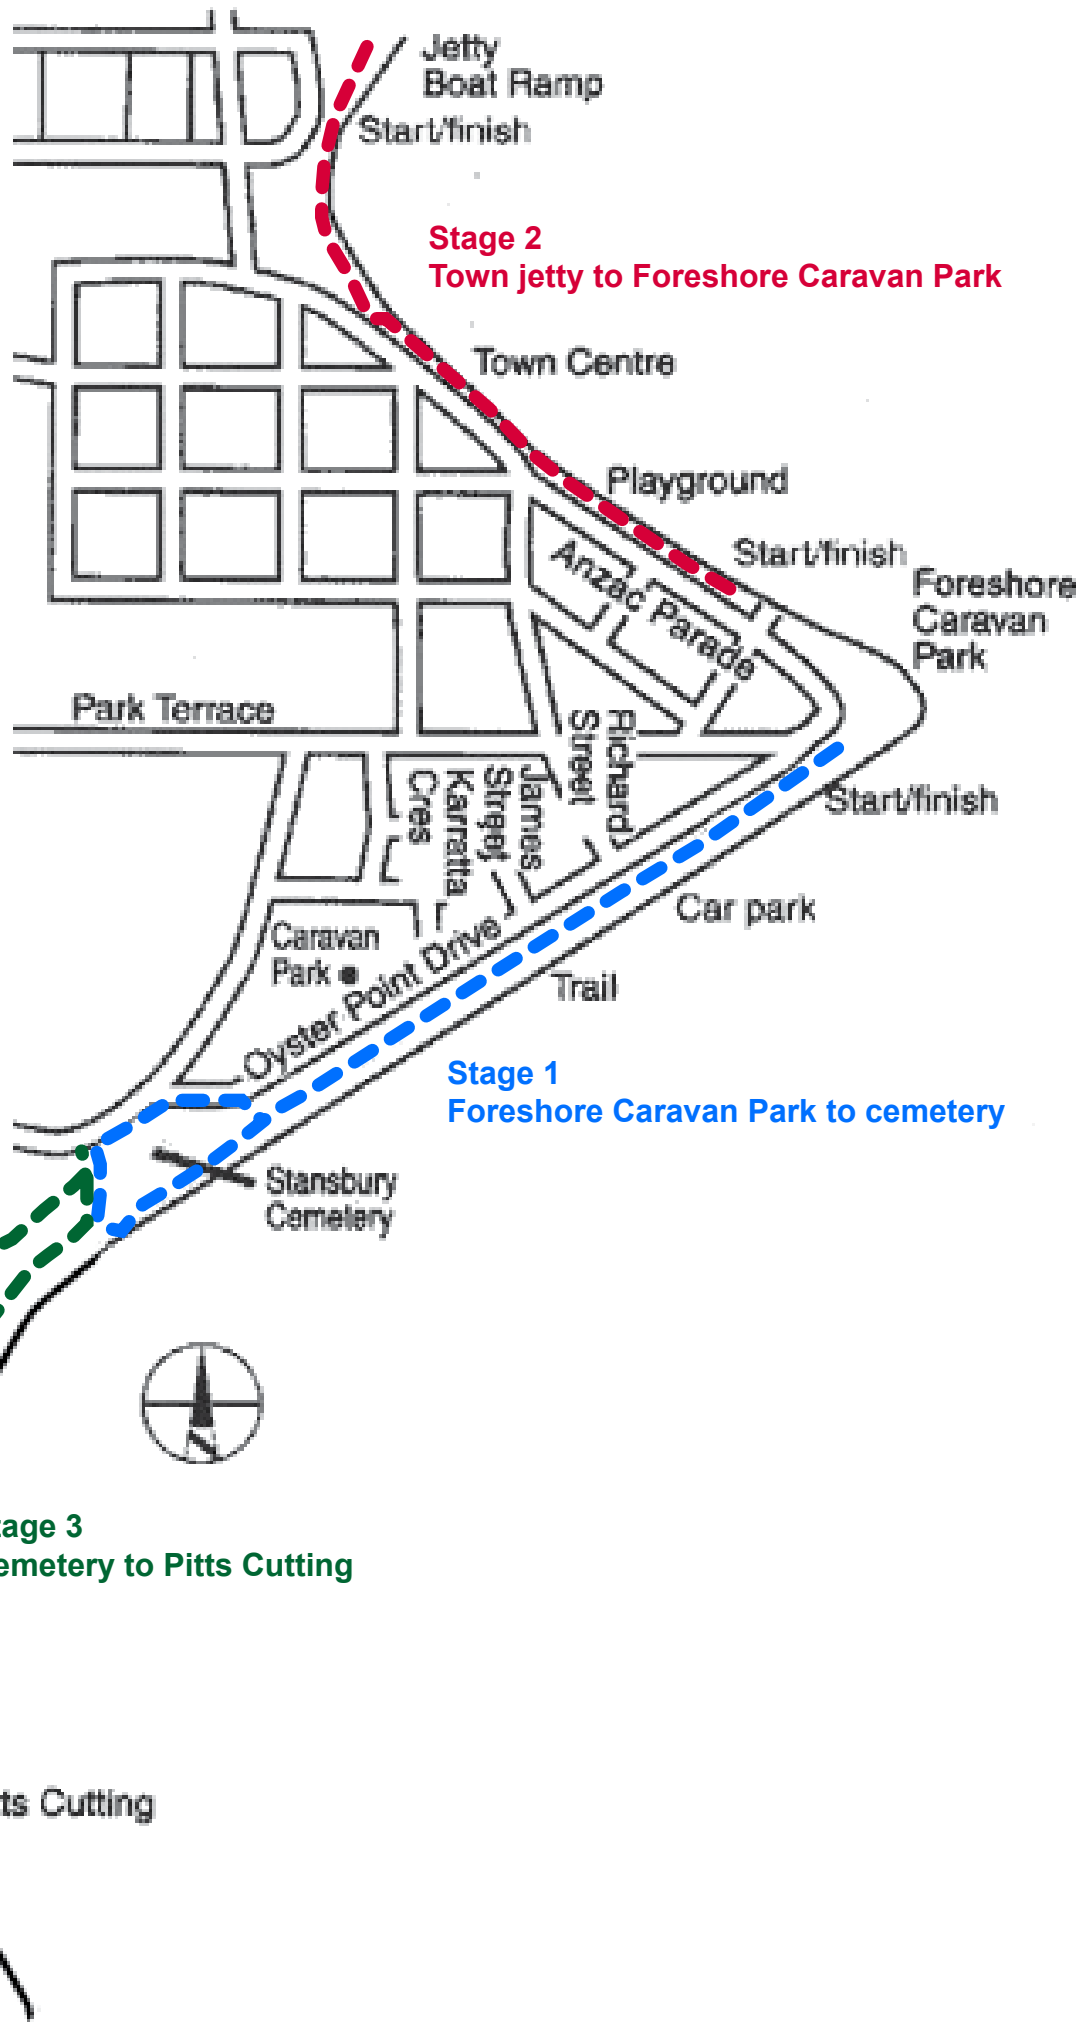 Jetty
Boat Ramp
Start/finish
Stage 2
Town jetty to Foreshore Caravan Park
Town Centre
Playground
Start/finish
Foreshore
Caravan
Park
Anzac Parade
Park Terrace
Richard
Street
James
Street
Karratta
Cres
Start/finish
Car park
Caravan
Park
Oyster Point Drive
Trail
Stage 1
Foreshore Caravan Park to cemetery
Stansbury
Cemetery
tage 3
emetery to Pitts Cutting
ts Cutting